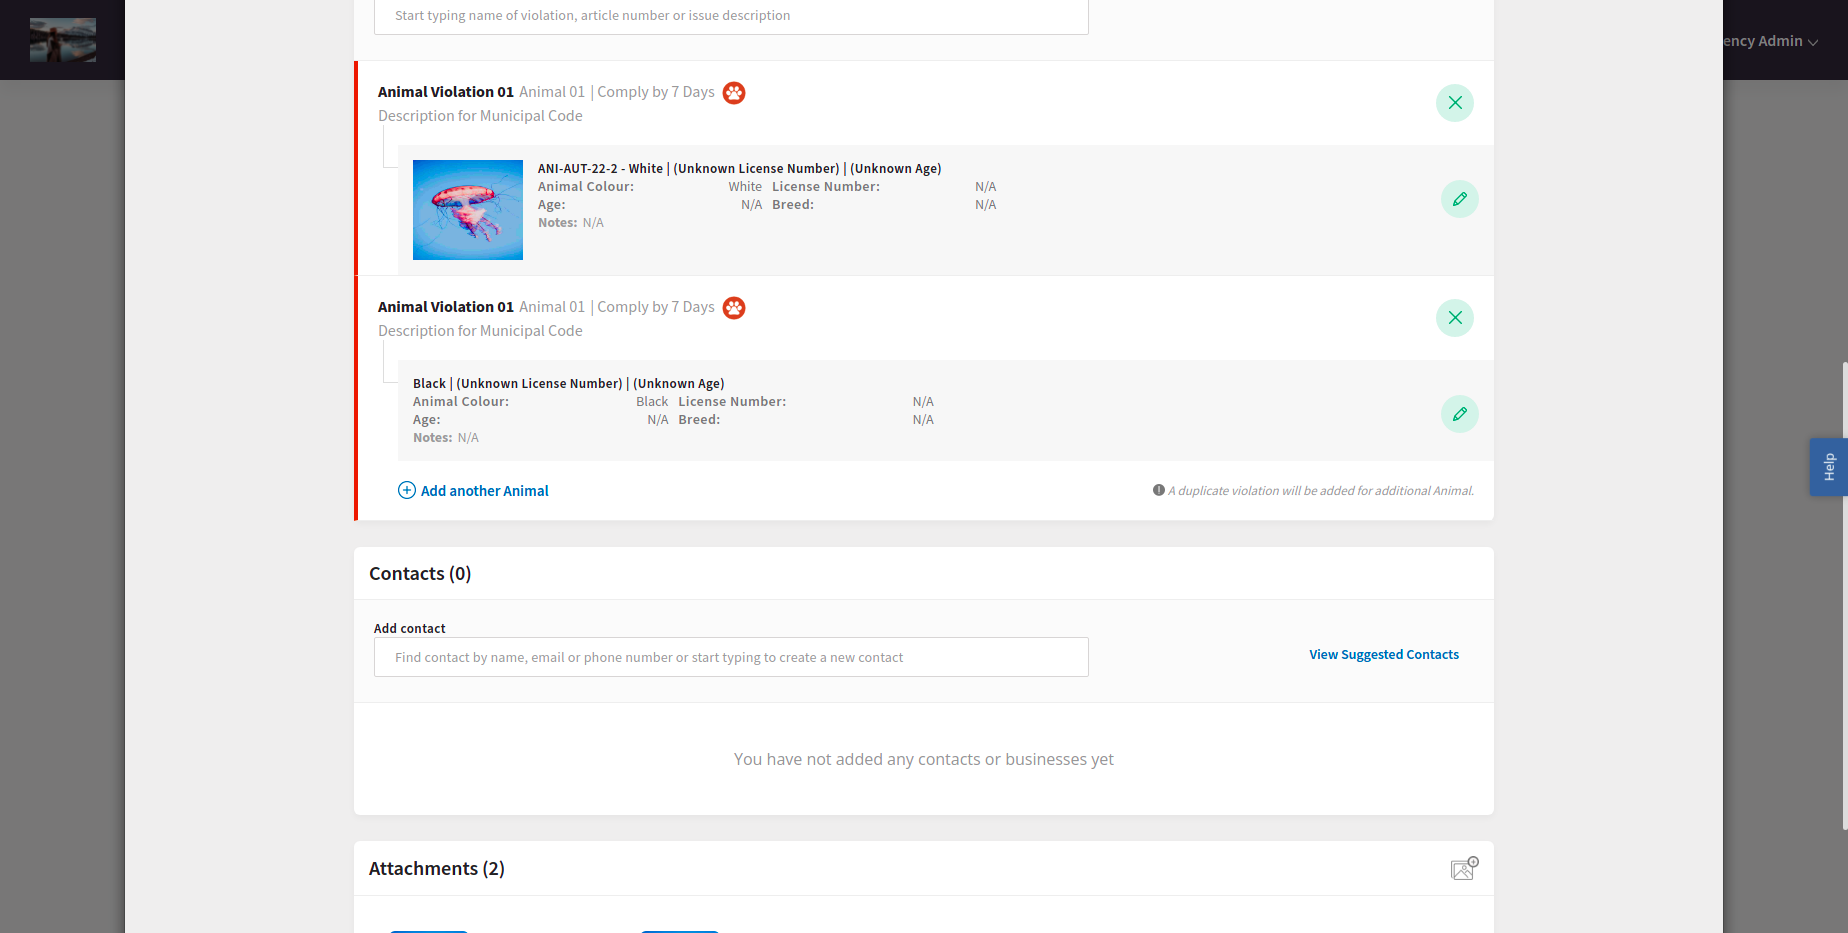 Start typing name of violation, article number or issue description
ency Admin
Animal Violation 01 Animal 01 | Comply by 7 Days
Description for Municipal Code
ANI-AUT-22-2 - White | (Unknown License Number) | (Unknown Age)
Animal Colour: White License Number: N/A
Age: N/A Breed: N/A
Notes: N/A
Animal Violation 01 Animal 01 | Comply by 7 Days
Description for Municipal Code
Black | (Unknown License Number) | (Unknown Age)
Animal Colour: Black License Number: N/A
Age: N/A Breed: N/A
Notes: N/A
Help
Add another Animal
A duplicate violation will be added for additional Animal.
Contacts (0)
Add contact
Find contact by name, email or phone number or start typing to create a new contact
View Suggested Contacts
You have not added any contacts or businesses yet
Attachments (2)